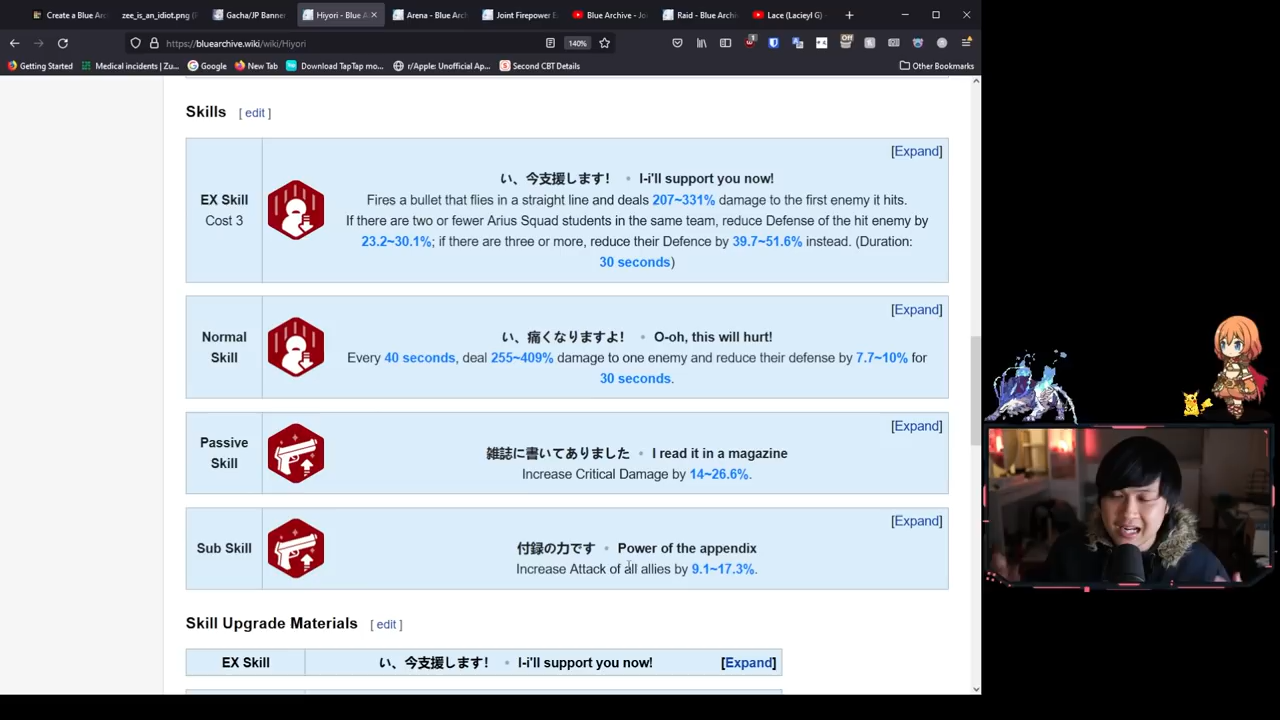 Create a Blue Arc
zee_is_an_idiot.png (
Gacha/JP Banner
Hiyori - Blue A
Arena - Blue Arc
Joint Firepower E
Blue Archive - Jo
Raid - Blue Archi
Lace (Lacieyl G) -
https://bluearchive.wiki/wiki/Hiyori
140%
Off
Getting Started
Medical incidents | Zu...
Google
New Tab
Download TapTap mo...
r/Apple: Unofficial Ap...
Second CBT Details
Other Bookmarks
Skills [ edit ]
[Expand]
EX Skill
Cost 3
い、今支援します! • I-i'll support you now!
Fires a bullet that flies in a straight line and deals 207~331% damage to the first enemy it hits.
If there are two or fewer Arius Squad students in the same team, reduce Defense of the hit enemy by
23.2~30.1%; if there are three or more, reduce their Defence by 39.7~51.6% instead. (Duration:
30 seconds)
[Expand]
Normal
Skill
い、痛くなりますよ! • O-oh, this will hurt!
Every 40 seconds, deal 255~409% damage to one enemy and reduce their defense by 7.7~10% for
30 seconds.
[Expand]
Passive
Skill
雑誌に書いてありました • I read it in a magazine
Increase Critical Damage by 14~26.6%.
[Expand]
Sub Skill
付録の力です • Power of the appendix
Increase Attack of all allies by 9.1~17.3%.
Skill Upgrade Materials [ edit ]
EX Skill
い、今支援します! • I-i'll support you now!
[Expand]